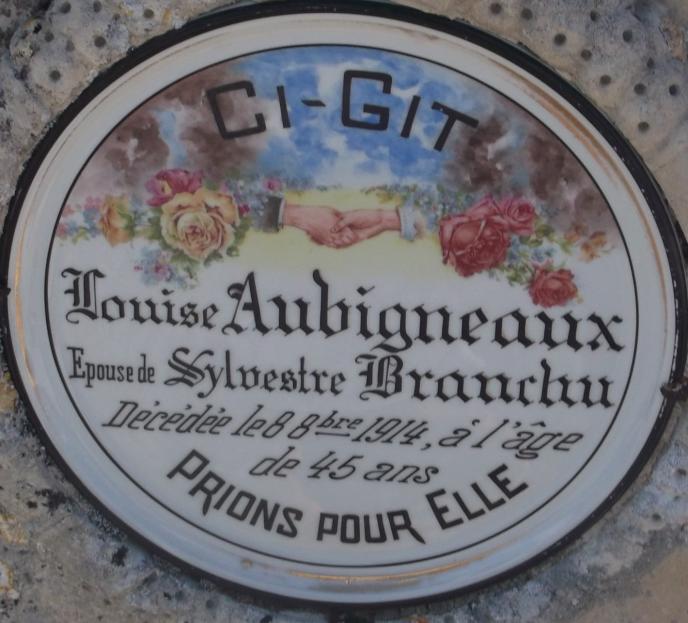 CI-GIT
Louise Aubigneaux
Epouse de Sylvestre Branchu
Décédée le 8 8bre 1914, á l'âge
de 45 ans
PRIONS POUR ELLE